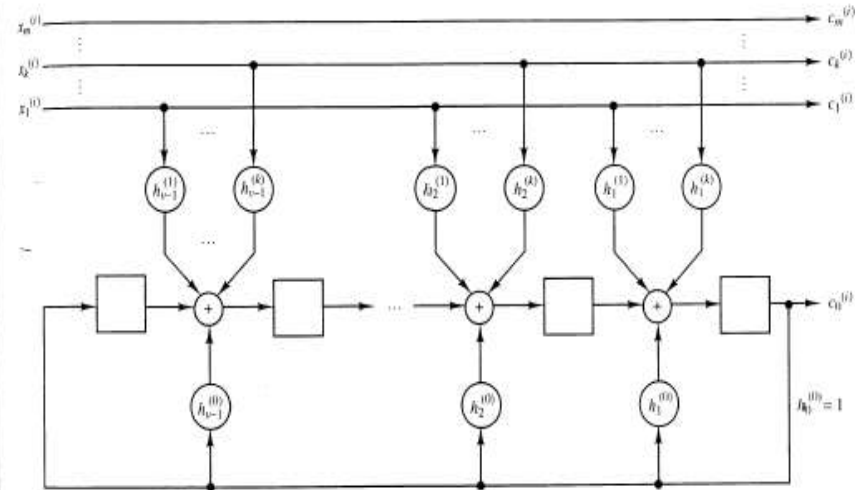 x_m^(i) c_m^(i)
⋮ ⋮
x_k^(i) c_k^(i)
⋮ ⋮
x_1^(i) c_1^(i)
... ... ...
h_{ν-1}^(1) h_{ν-1}^(k) h_2^(1) h_2^(k) h_1^(1) h_1^(k)
...
+ ... + + c_0^(i)
h_{ν-1}^(0) h_2^(0) h_1^(0) h_0^(0) = 1